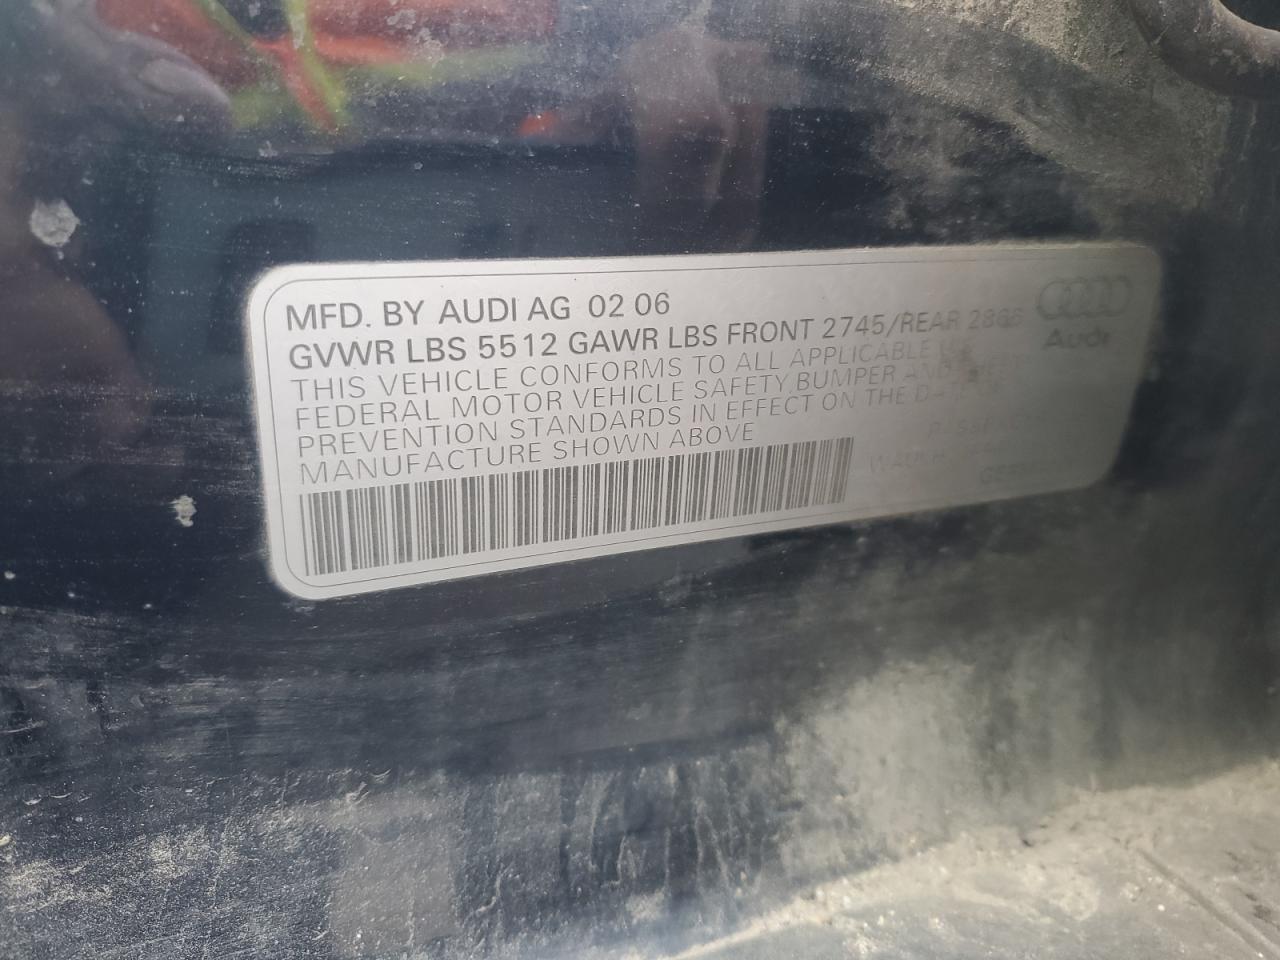 MFD. BY AUDI AG 02 06
GVWR LBS 5512 GAWR LBS FRONT 2745/REAR
Audi
THIS VEHICLE CONFORMS TO ALL APPLICABLE
FEDERAL MOTOR VEHICLE SAFETY, BUMPER AND
PREVENTION STANDARDS IN EFFECT ON THE
MANUFACTURE SHOWN ABOVE